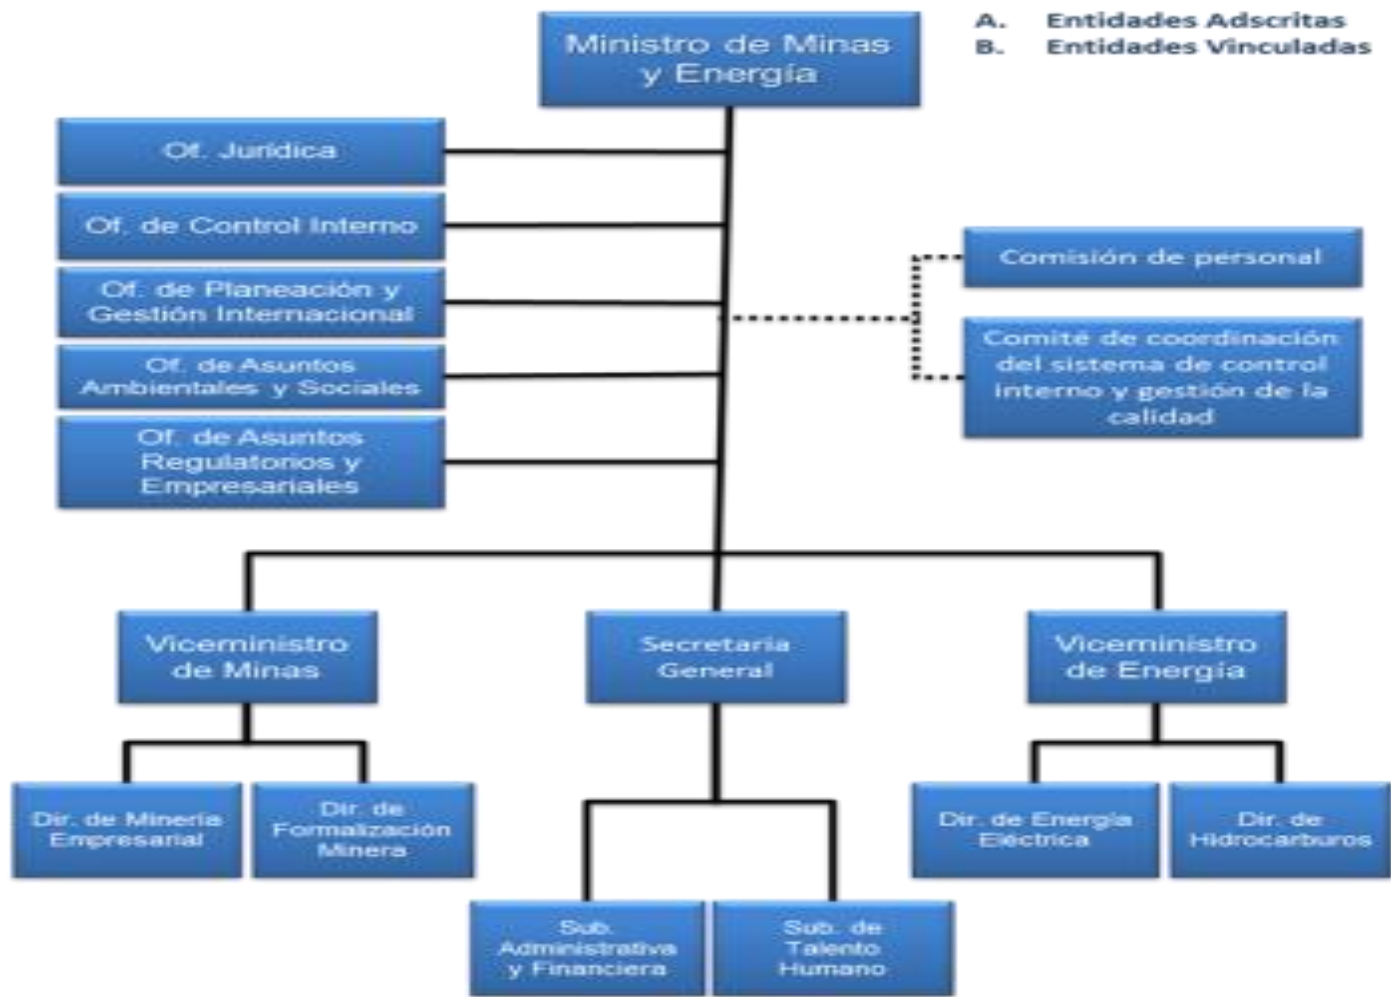 Ministro de Minas
y Energía
A. Entidades Adscritas
B. Entidades Vinculadas
Of. Jurídica
Of. de Control Interno
Of. de Planeación y
Gestión Internacional
Of. de Asuntos
Ambientales y Sociales
Of. de Asuntos
Regulatorios y
Empresariales
Comisión de personal
Comité de coordinación
del sistema de control
interno y gestión de la
calidad
Viceministro
de Minas
Secretaria
General
Viceministro
de Energía
Dir. de Minería
Empresarial
Dir. de
Formalización
Minera
Dir. de Energía
Eléctrica
Dir. de
Hidrocarburos
Sub.
Administrativa
y Financiera
Sub. de
Talento
Humano